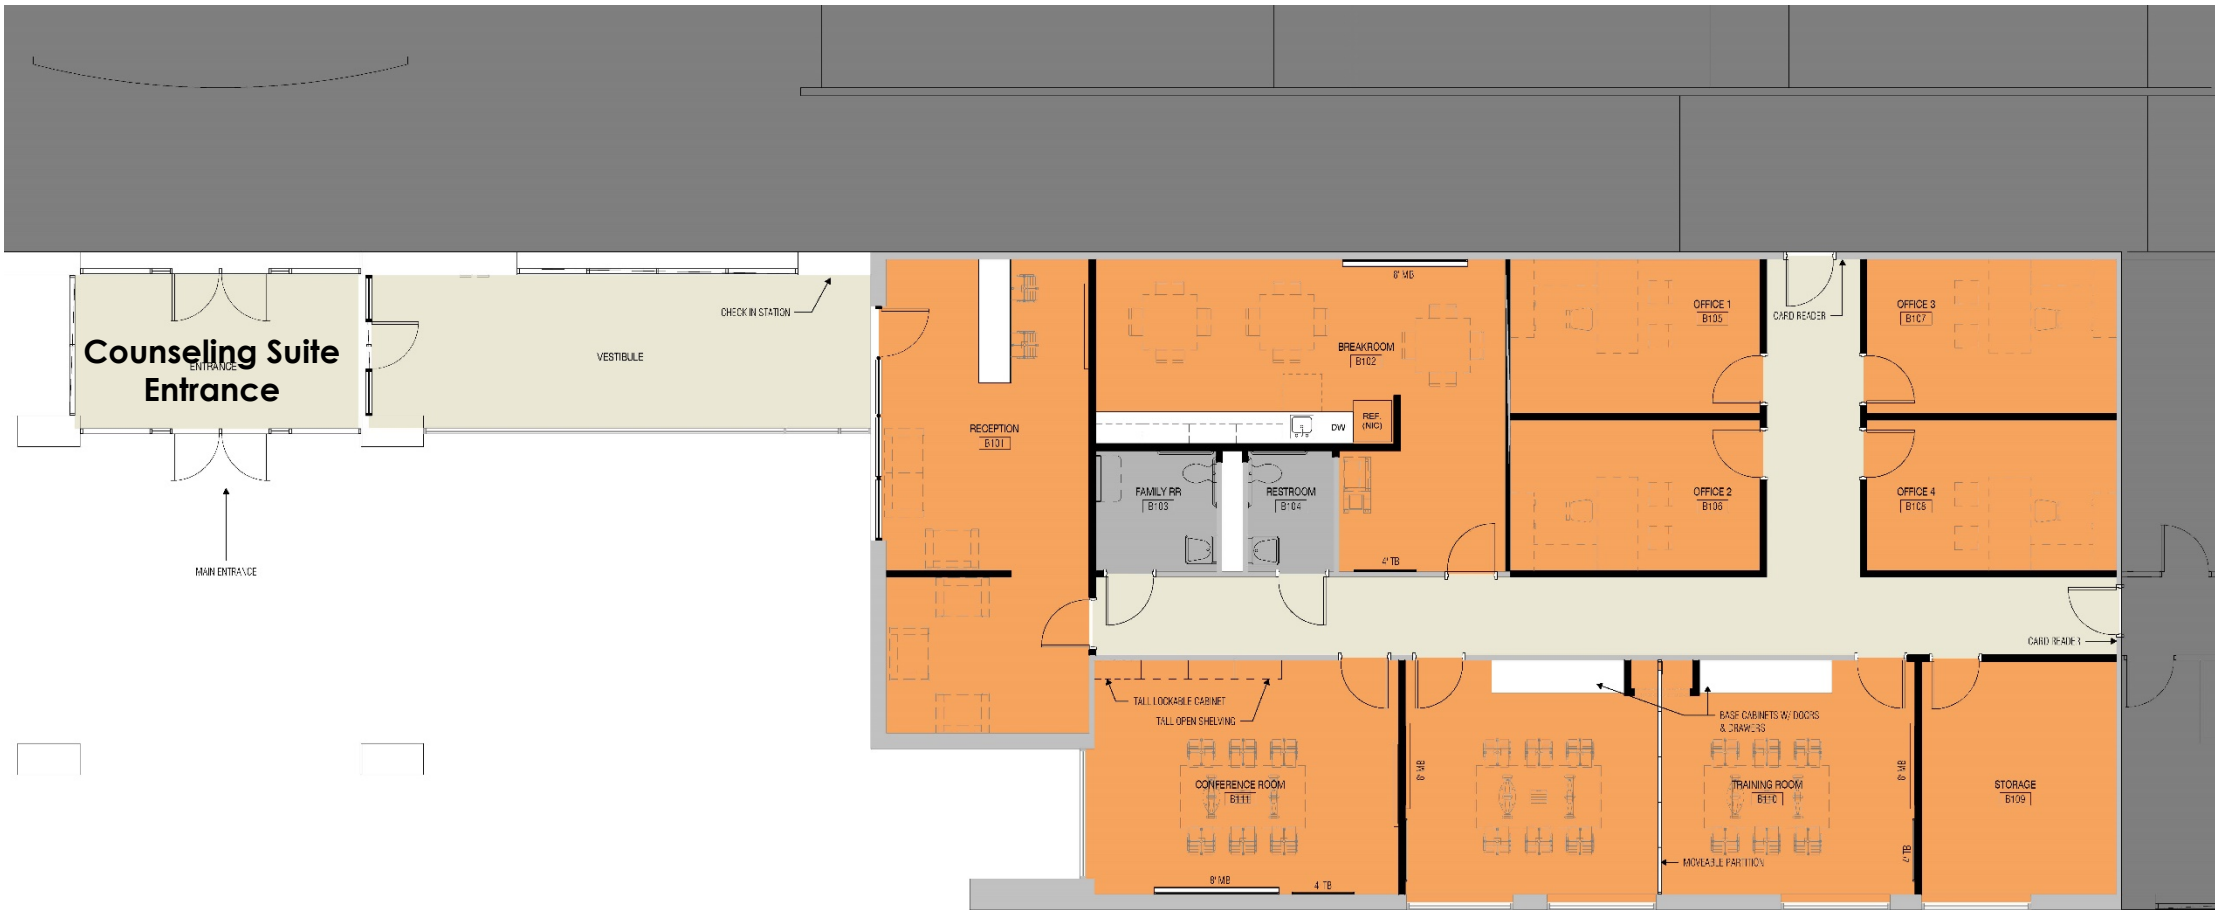 8' MB
OFFICE 1
B105
OFFICE 3
B107
CHECK IN STATION
CARD READER
Counseling Suite
Entrance
ENTRANCE
VESTIBULE
BREAKROOM
B102
REF.
(NIC)
DW
RECEPTION
B101
FAMILY RR
B103
RESTROOM
B104
OFFICE 2
B106
OFFICE 4
B108
MAIN ENTRANCE
4' TB
CARD READER
TALL LOCKABLE CABINET
TALL OPEN SHELVING
BASE CABINETS W/ DOORS
& DRAWERS
8' MB
8' MB
CONFERENCE ROOM
B111
TRAINING ROOM
B110
STORAGE
B109
MOVEABLE PARTITION
4' TB
8' MB
4' TB